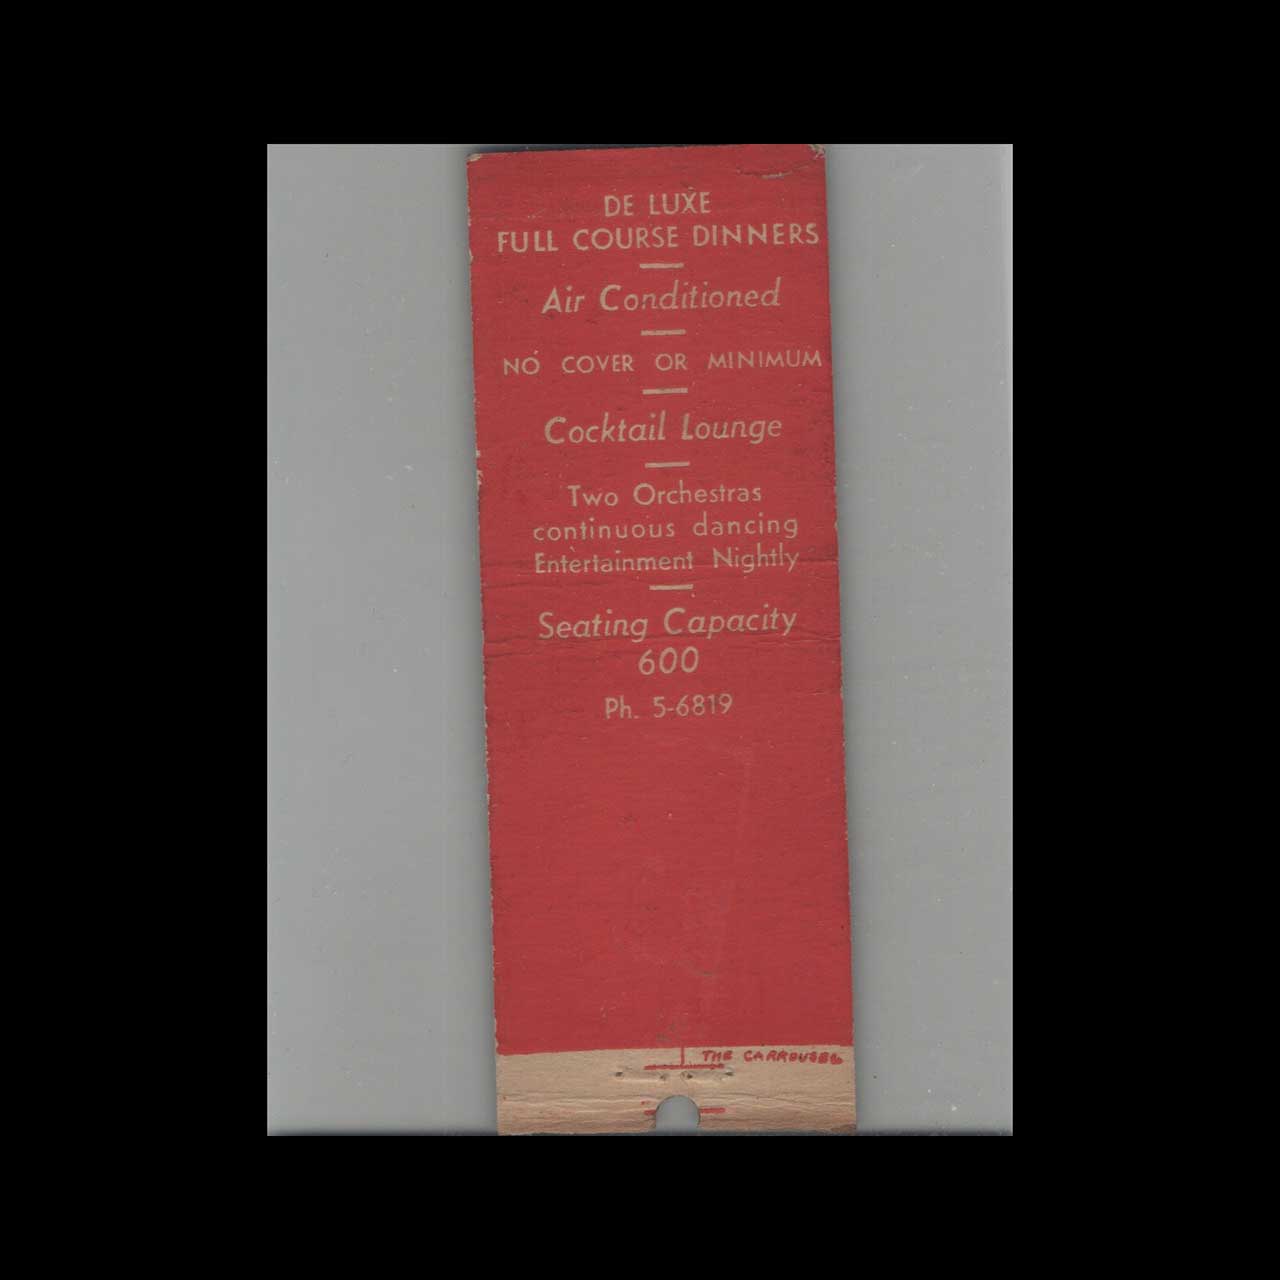 DE LUXE
FULL COURSE DINNERS
Air Conditioned
NO COVER OR MINIMUM
Cocktail Lounge
Two Orchestras
continuous dancing
Entertainment Nightly
Seating Capacity
600
Ph. 5-6819
THE CARROUSEL